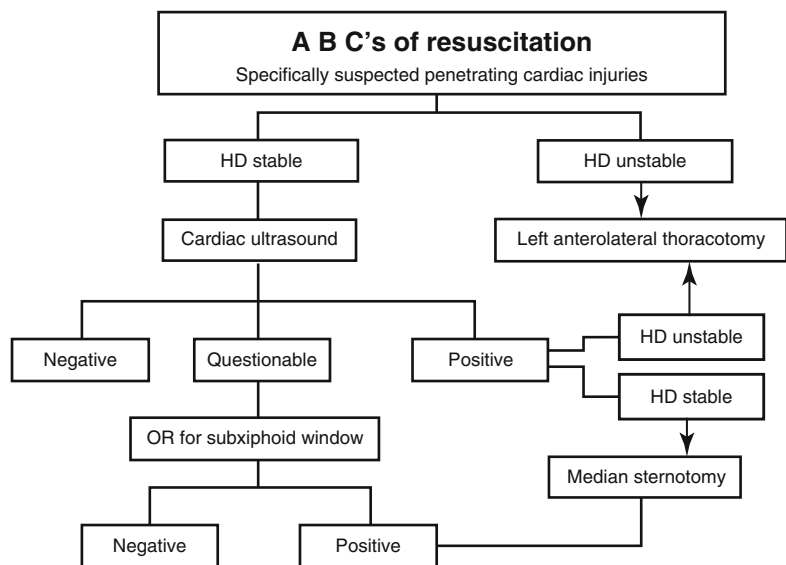 A B C's of resuscitation
Specifically suspected penetrating cardiac injuries
HD stable
HD unstable
Cardiac ultrasound
Left anterolateral thoracotomy
Negative
Questionable
Positive
HD unstable
HD stable
OR for subxiphoid window
Median sternotomy
Negative
Positive